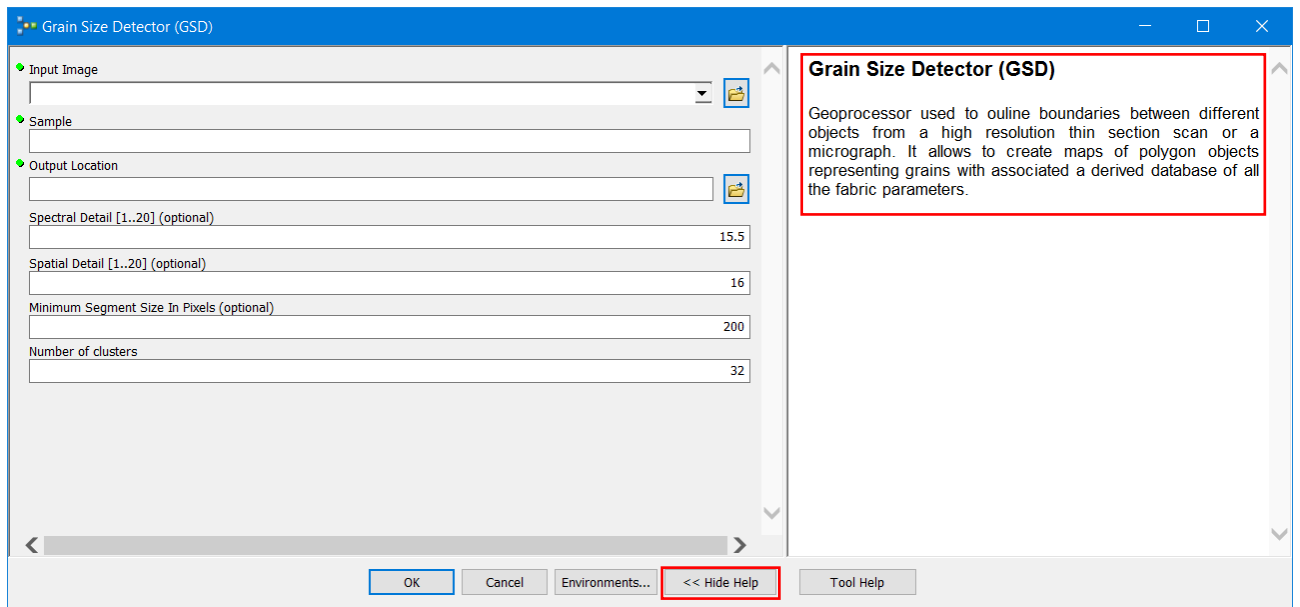 Grain Size Detector (GSD)
Input Image
Sample
Output Location
Spectral Detail [1..20] (optional)
15.5
Spatial Detail [1..20] (optional)
16
Minimum Segment Size In Pixels (optional)
200
Number of clusters
32
Grain Size Detector (GSD)
Geoprocessor used to ouline boundaries between different
objects from a high resolution thin section scan or a
micrograph. It allows to create maps of polygon objects
representing grains with associated a derived database of all
the fabric parameters.
OK Cancel Environments... << Hide Help Tool Help